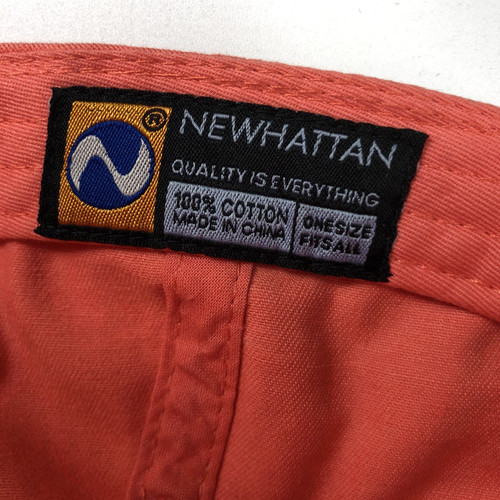 ®
NEWHATTAN
QUALITY IS EVERYTHING
100% COTTON
MADE IN CHINA
ONE SIZE
FITS ALL